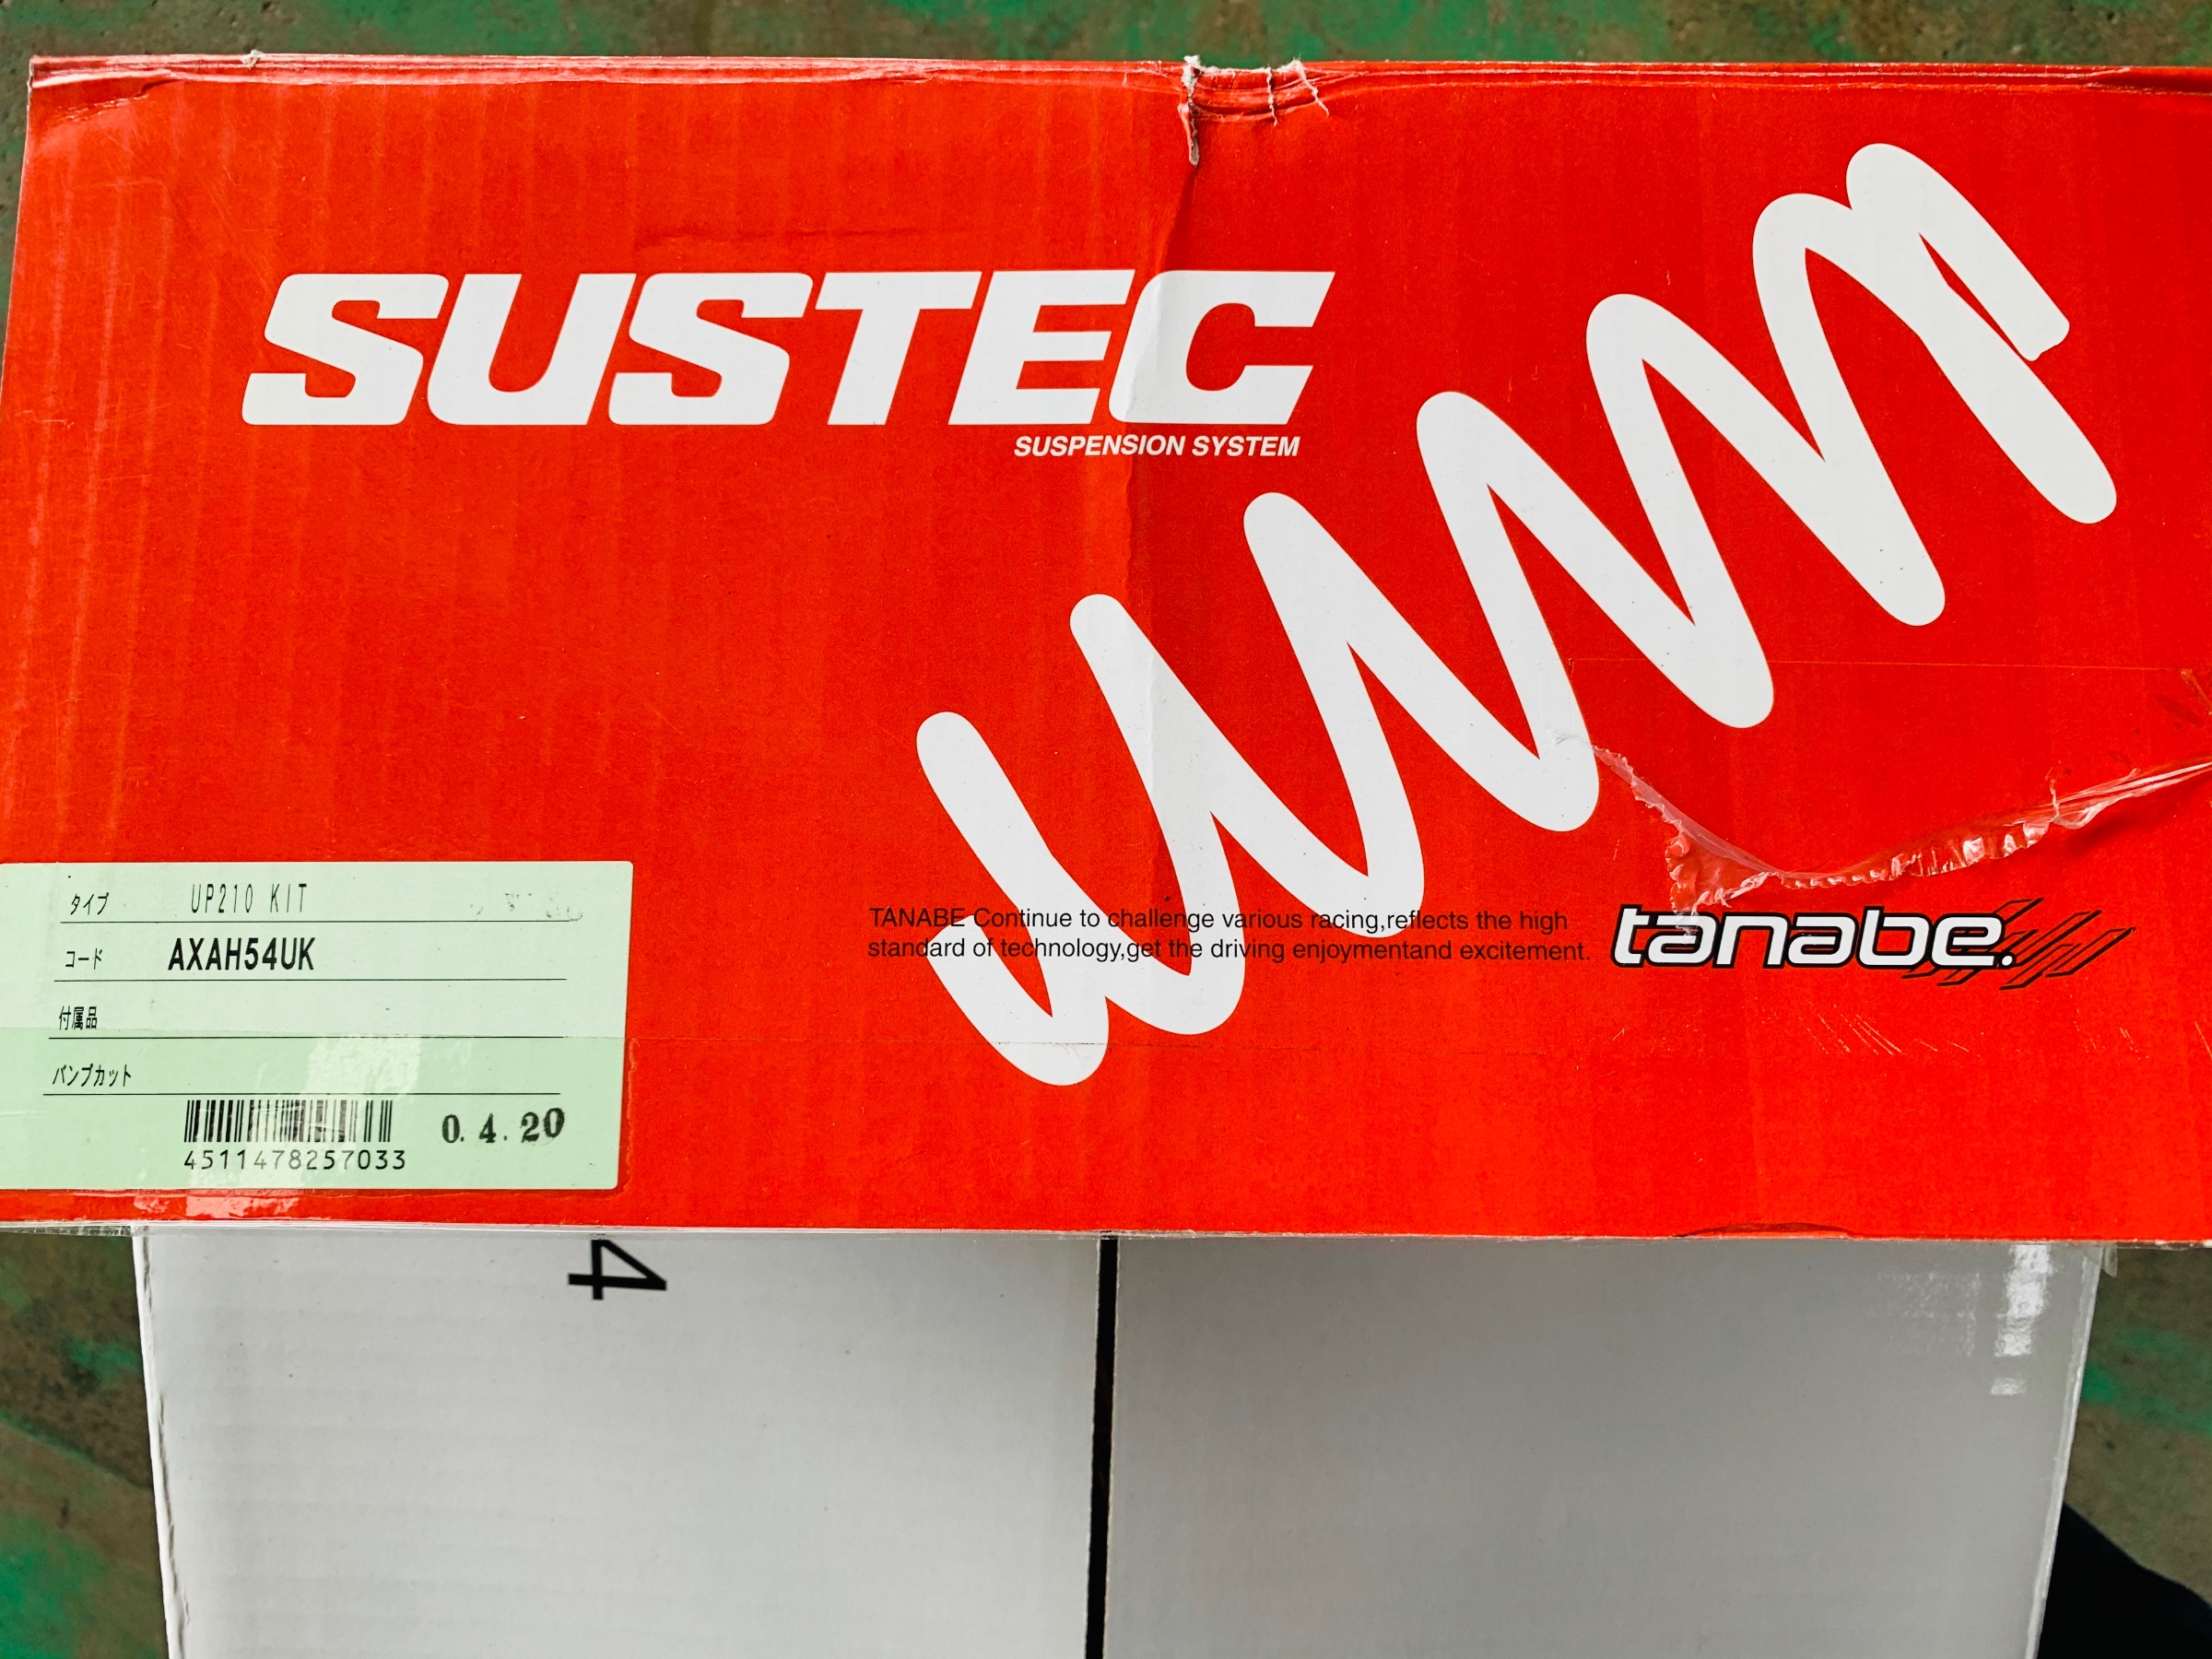 SUSTEC
SUSPENSION SYSTEM
タイプ UP210 KIT
コード AXAH54UK
付属品
バンプカット
0. 4. 20
4511478257033
TANABE Continue to challenge various racing,reflects the high
standard of technology,get the driving enjoymentand excitement.
tanabe.
4